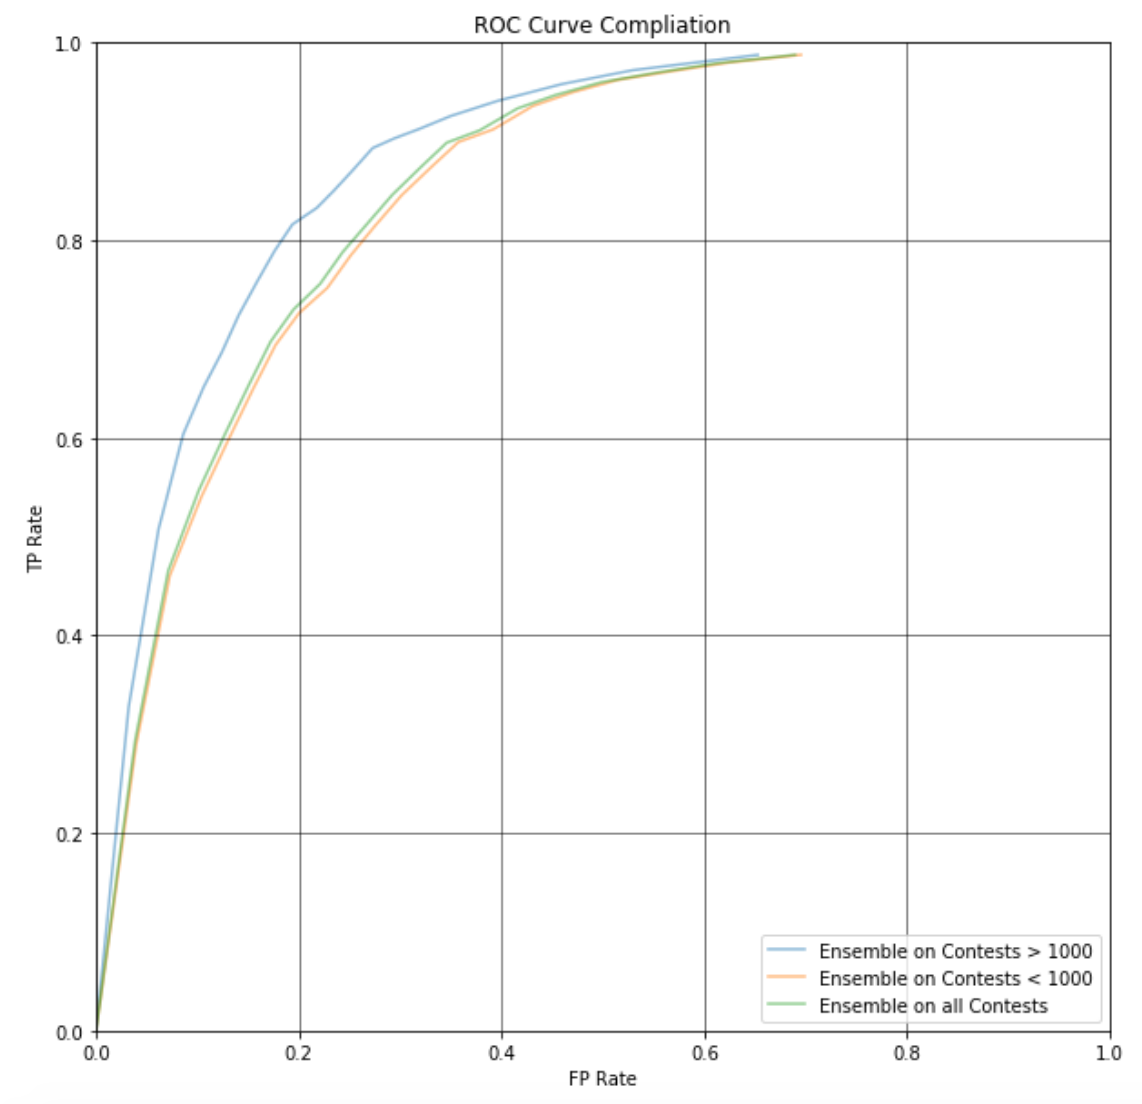 ROC Curve Compliation
1.0
0.8
0.6
0.4
0.2
0.0
TP Rate
0.0 0.2 0.4 0.6 0.8 1.0
FP Rate
Ensemble on Contests > 1000
Ensemble on Contests < 1000
Ensemble on all Contests